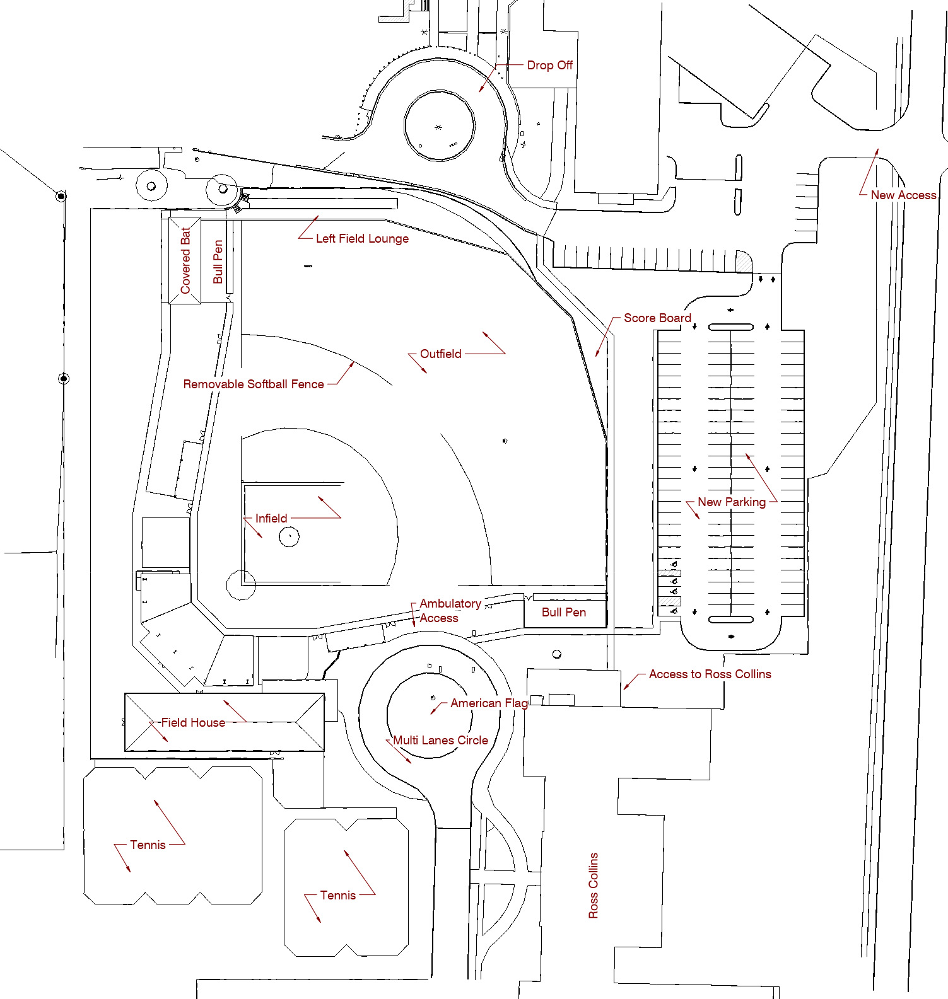 Drop Off
New Access
Left Field Lounge
Covered Bat
Bull Pen
Score Board
Outfield
Removable Softball Fence
New Parking
Infield
Ambulatory
Access
Bull Pen
Access to Ross Collins
American Flag
Field House
Multi Lanes Circle
Tennis
Ross Collins
Tennis